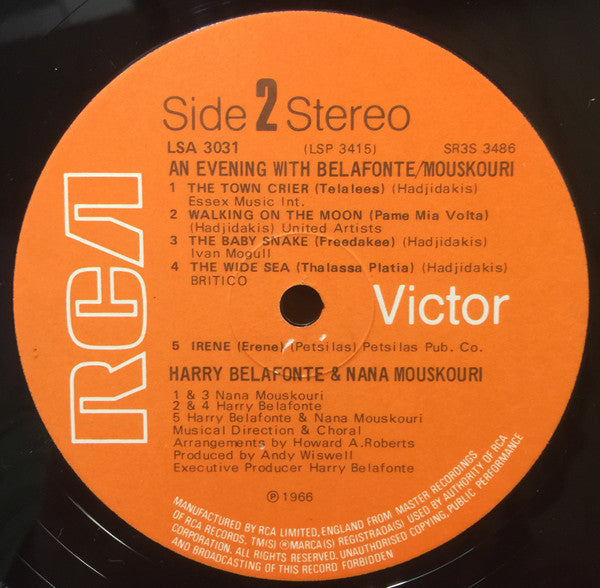 Side 2 Stereo
LSA 3031 (LSP 3415) SR3S 3486
AN EVENING WITH BELAFONTE/MOUSKOURI
1 THE TOWN CRIER (Telalees) (Hadjidakis)
Essex Music Int.
2 WALKING ON THE MOON (Pame Mia Volta)
(Hadjidakis) United Artists
3 THE BABY SNAKE (Freedakee) (Hadjidakis)
Ivan Mogull
4 THE WIDE SEA (Thalassa Platia) (Hadjidakis)
BRITICO
RCA
Victor
5 IRENE (Erene) (Petsilas) Petsilas Pub. Co.
HARRY BELAFONTE & NANA MOUSKOURI
1 & 3 Nana Mouskouri
2 & 4 Harry Belafonte
5 Harry Belafonte & Nana Mouskouri
Musical Direction & Choral
Arrangements by Howard A.Roberts
Produced by Andy Wiswell
Executive Producer Harry Belafonte
℗ 1966
MANUFACTURED BY RCA LIMITED, ENGLAND FROM MASTER RECORDINGS
OF RCA RECORDS. TM(S) ® MARCA(S) REGISTRADA(S) USED BY AUTHORITY OF RCA
CORPORATION. ALL RIGHTS RESERVED. UNAUTHORISED COPYING, PUBLIC PERFORMANCE
AND BROADCASTING OF THIS RECORD FORBIDDEN